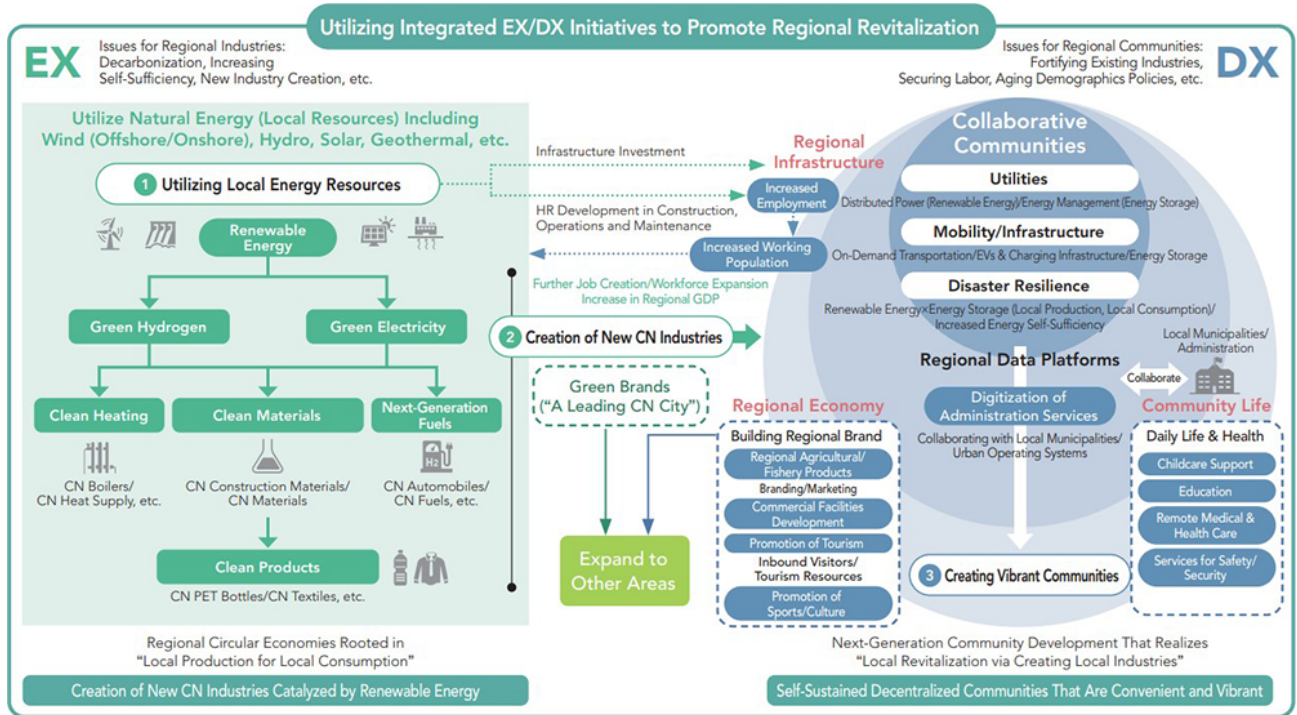 Utilizing Integrated EX/DX Initiatives to Promote Regional Revitalization
EX
Issues for Regional Industries:
Decarbonization, Increasing
Self-Sufficiency, New Industry Creation, etc.
Issues for Regional Communities:
Fortifying Existing Industries,
Securing Labor, Aging Demographics Policies, etc.
DX
Utilize Natural Energy (Local Resources) Including
Wind (Offshore/Onshore), Hydro, Solar, Geothermal, etc.
1 Utilizing Local Energy Resources
Renewable
Energy
Green Hydrogen
Green Electricity
Clean Heating
Clean Materials
Next-Generation
Fuels
H2
CN Boilers/
CN Heat Supply, etc.
CN Construction Materials/
CN Materials
CN Automobiles/
CN Fuels, etc.
Clean Products
CN PET Bottles/CN Textiles, etc.
Regional Circular Economies Rooted in
“Local Production for Local Consumption”
Creation of New CN Industries Catalyzed by Renewable Energy
Infrastructure Investment
HR Development in Construction,
Operations and Maintenance
Regional
Infrastructure
Increased
Employment
Increased Working
Population
Further Job Creation/Workforce Expansion
Increase in Regional GDP
2 Creation of New CN Industries
Green Brands
(“A Leading CN City”)
Expand to
Other Areas
Regional Economy
Building Regional Brand
Regional Agricultural/
Fishery Products
Branding/Marketing
Commercial Facilities
Development
Promotion of Tourism
Inbound Visitors/
Tourism Resources
Promotion of
Sports/Culture
Collaborative
Communities
Utilities
Distributed Power (Renewable Energy)/Energy Management (Energy Storage)
Mobility/Infrastructure
On-Demand Transportation/EVs & Charging Infrastructure/Energy Storage
Disaster Resilience
Renewable Energy×Energy Storage (Local Production, Local Consumption)/
Increased Energy Self-Sufficiency
Regional Data Platforms
Digitization of
Administration Services
Collaborating with Local Municipalities/
Urban Operating Systems
Collaborate
Local Municipalities/
Administration
3 Creating Vibrant Communities
Community Life
Daily Life & Health
Childcare Support
Education
Remote Medical &
Health Care
Services for Safety/
Security
Next-Generation Community Development That Realizes
“Local Revitalization via Creating Local Industries”
Self-Sustained Decentralized Communities That Are Convenient and Vibrant